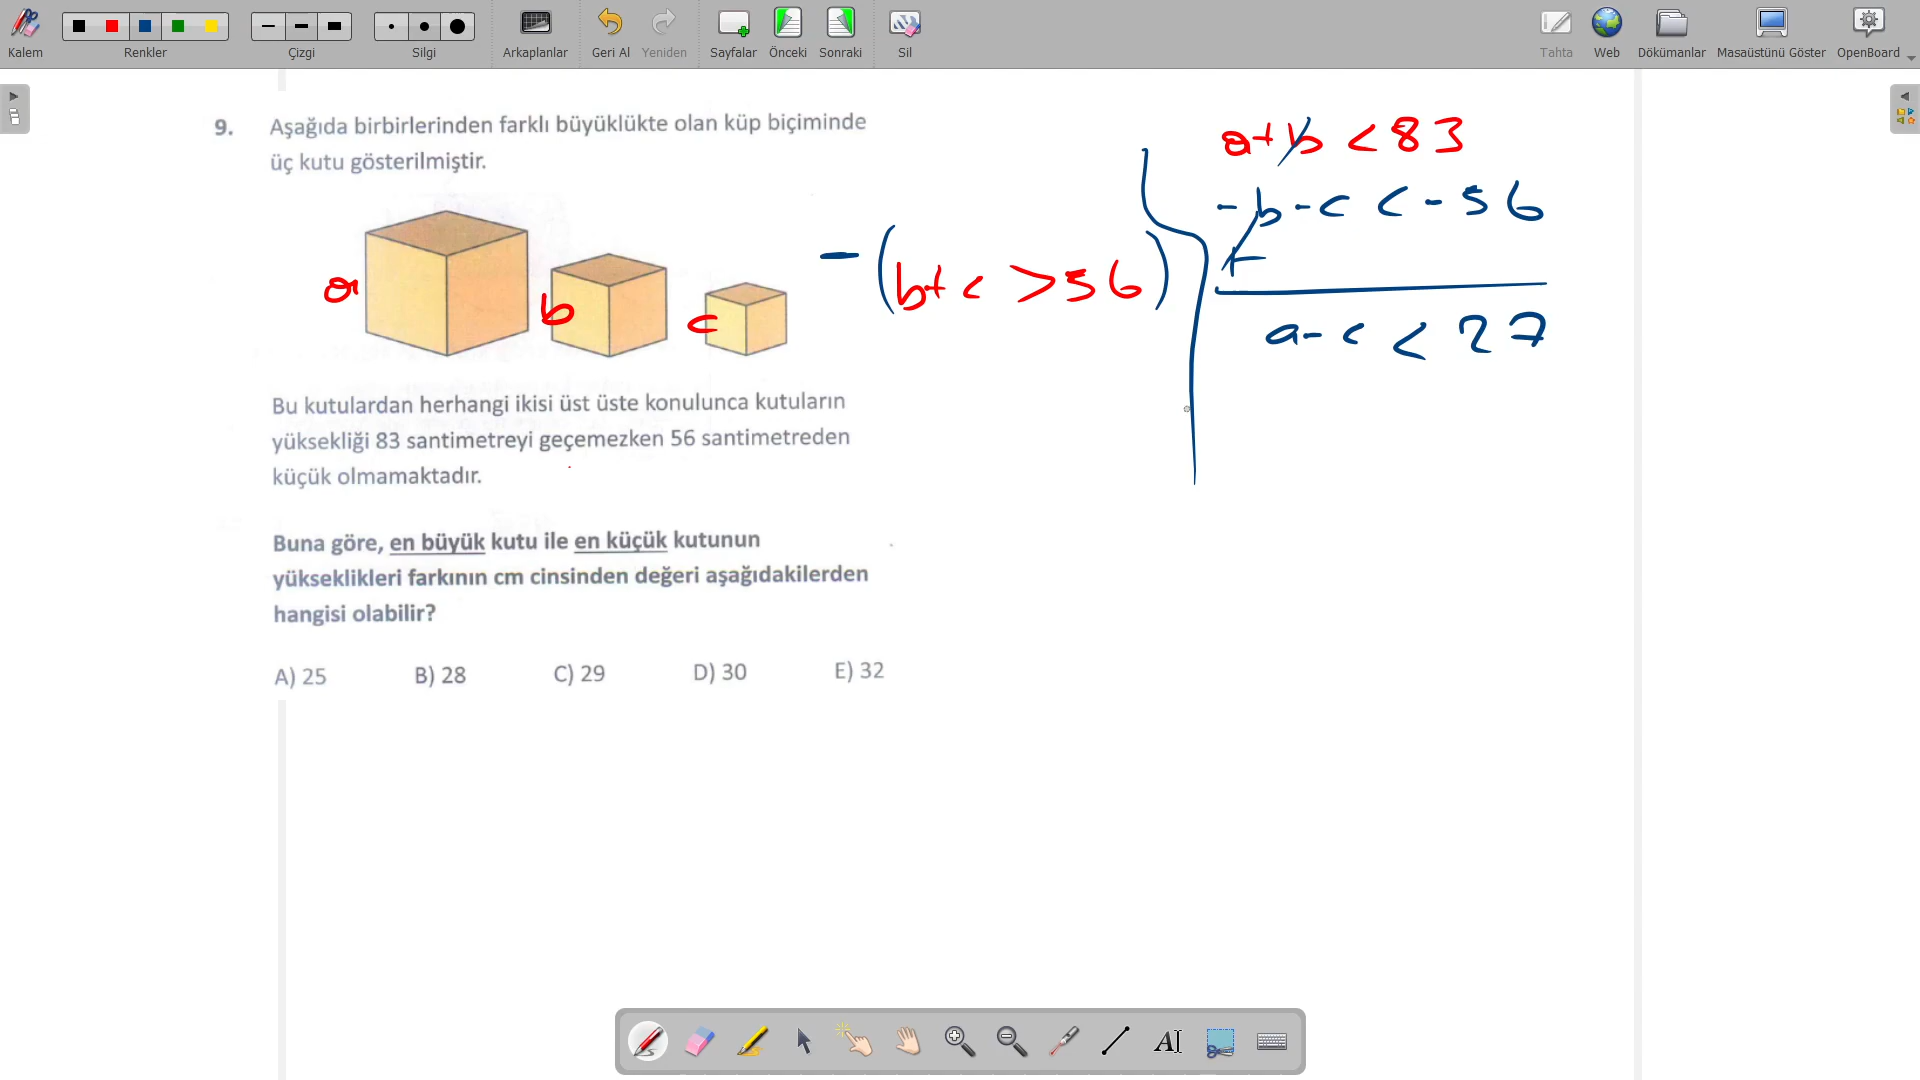 Kalem
Renkler
Çizgi
Silgi
Arkaplanlar
Geri Al
Yeniden
Sayfalar
Önceki
Sonraki
Sil
Tahta
Web
Dökümanlar
Masaüstünü Göster
OpenBoard
9. Aşağıda birbirlerinden farklı büyüklükte olan küp biçiminde
üç kutu gösterilmiştir.
a
b
c
Bu kutulardan herhangi ikisi üst üste konulunca kutuların
yüksekliği 83 santimetreyi geçemezken 56 santimetreden
küçük olmamaktadır.
Buna göre, en büyük kutu ile en küçük kutunun
yükseklikleri farkının cm cinsinden değeri aşağıdakilerden
hangisi olabilir?
A) 25 B) 28 C) 29 D) 30 E) 32
- (b+c > 56)
a+b < 83
-b-c < -56
+
a-c < 27
AI